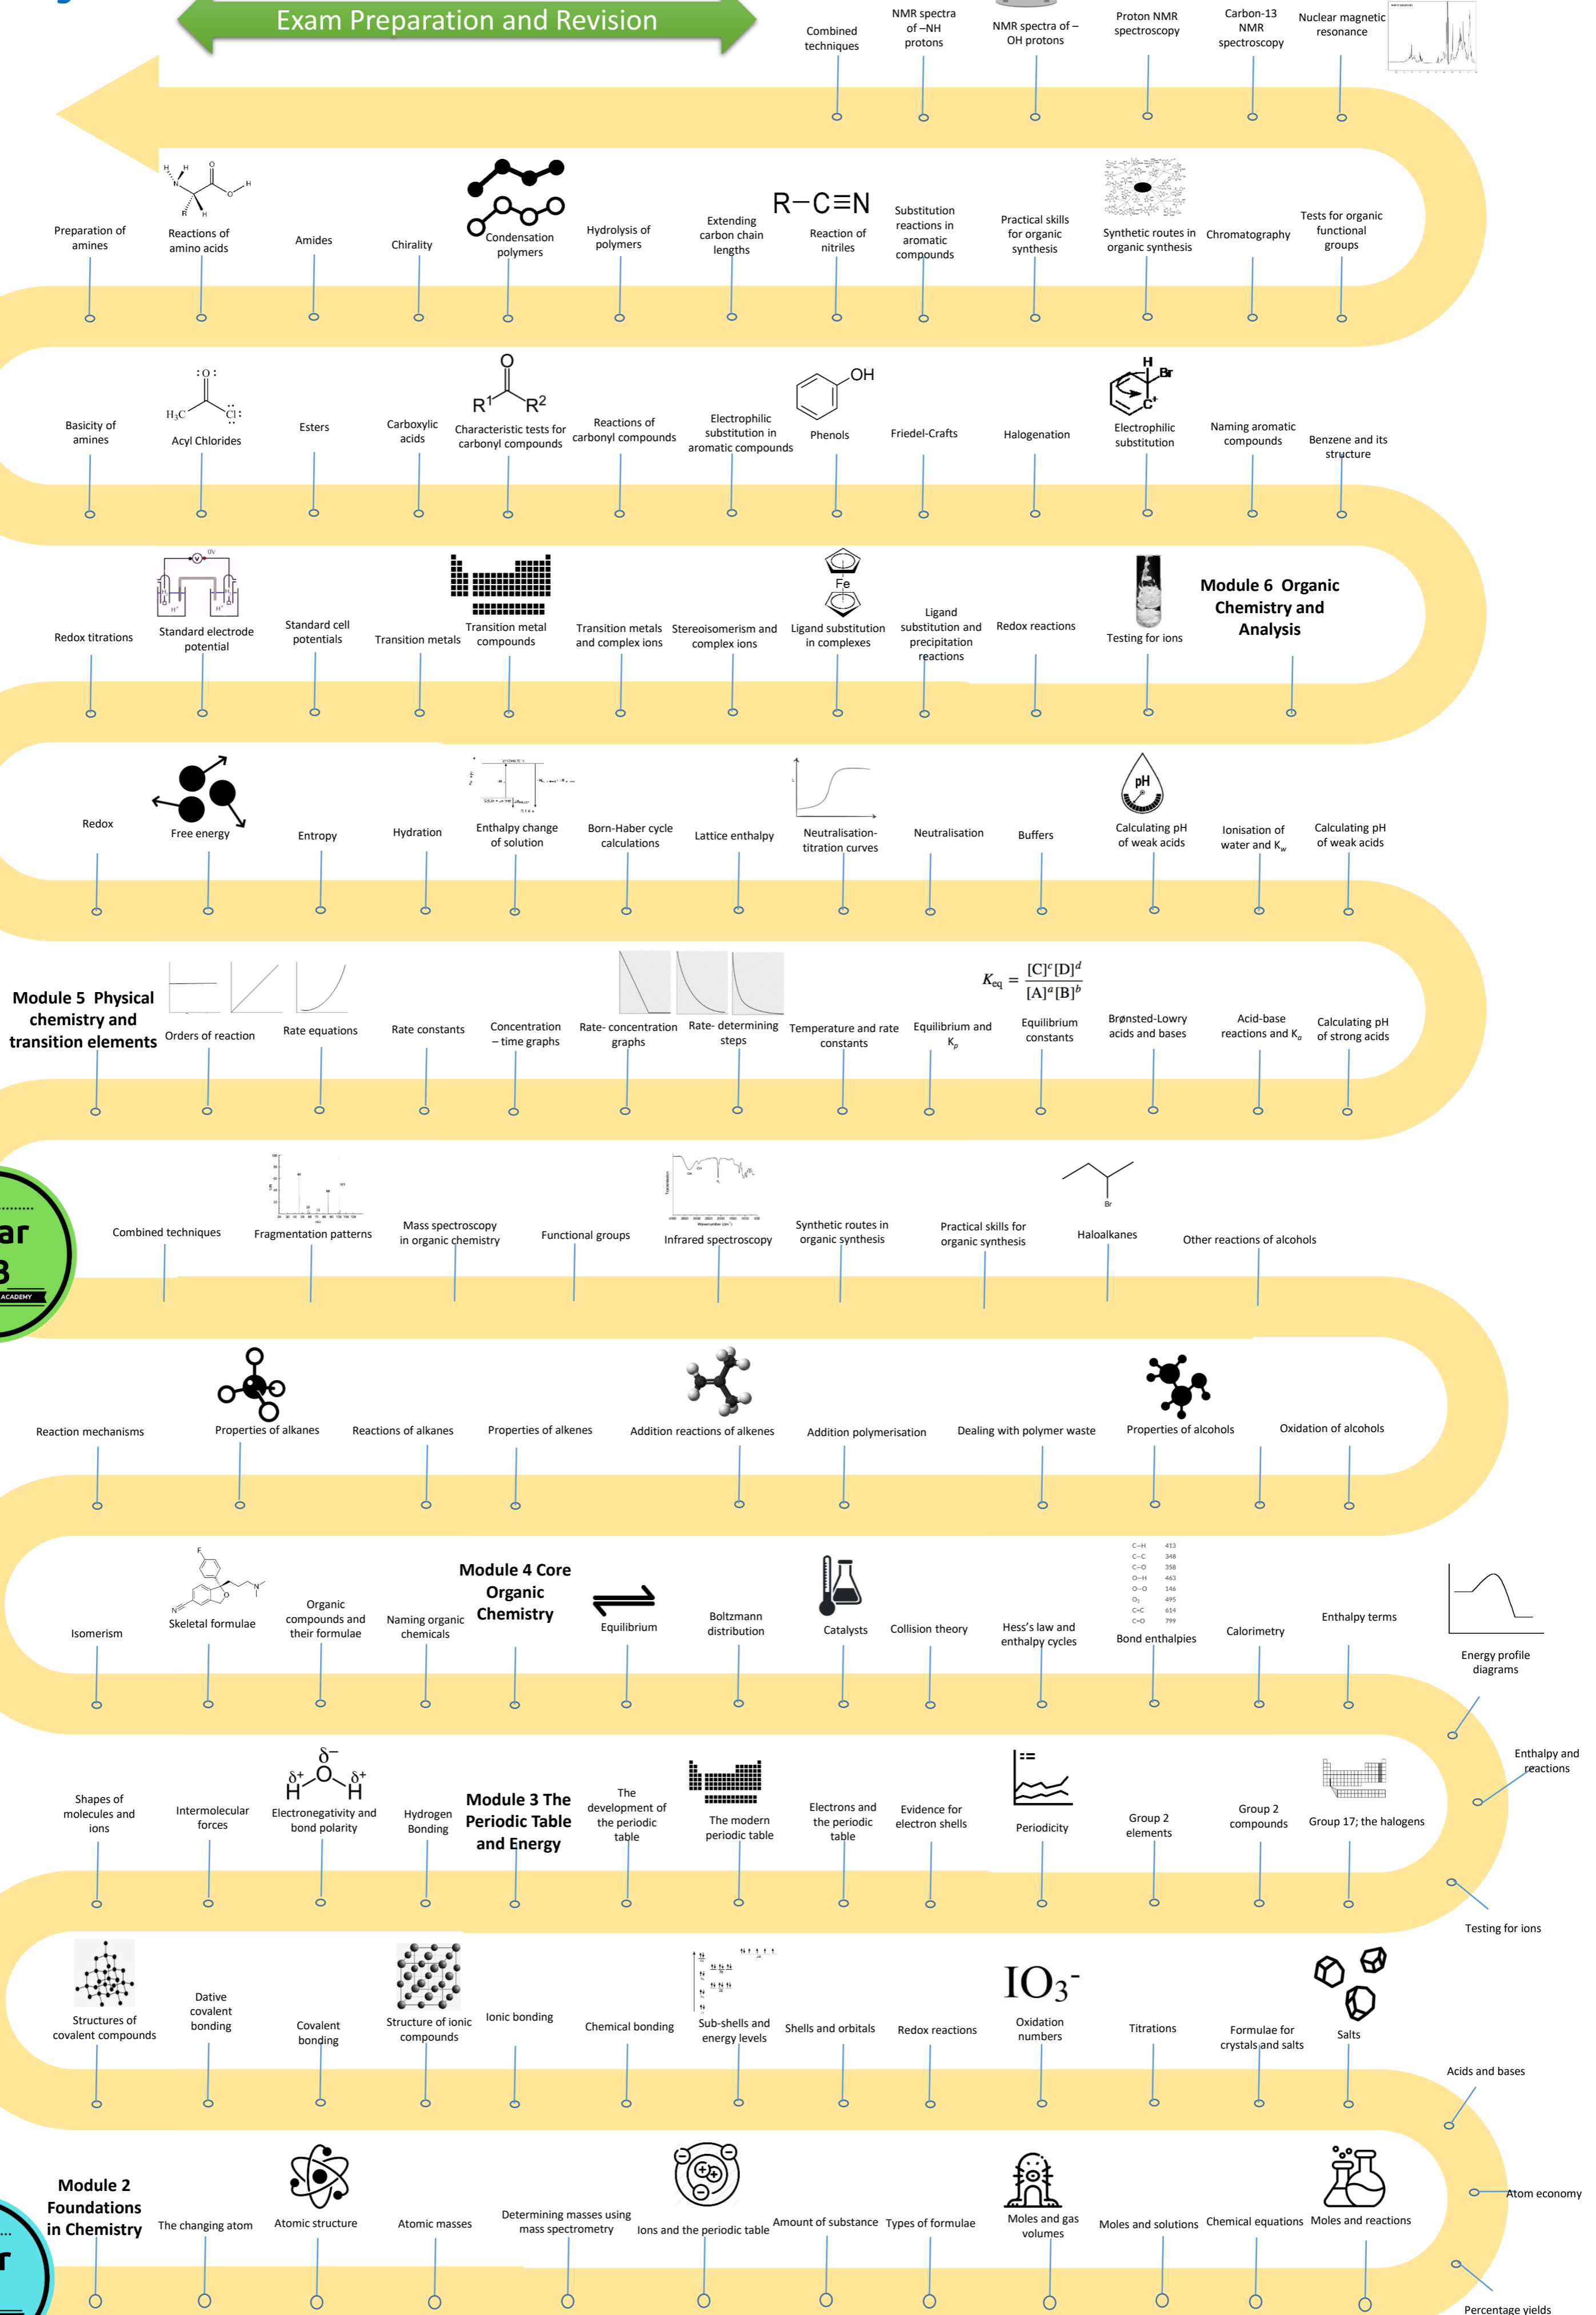 Exam Preparation and Revision
Combined
techniques
NMR spectra
of –NH
protons
NMR spectra of –
OH protons
Proton NMR
spectroscopy
Carbon-13
NMR
spectroscopy
Nuclear magnetic
resonance
Preparation of
amines
Reactions of
amino acids
Amides
Chirality
Condensation
polymers
Hydrolysis of
polymers
Extending
carbon chain
lengths
R–C≡N
Reaction of
nitriles
Substitution
reactions in
aromatic
compounds
Practical skills
for organic
synthesis
Synthetic routes in
organic synthesis
Chromatography
Tests for organic
functional
groups
Basicity of
amines
:O:
H₃C
Cl:
Acyl Chlorides
Esters
Carboxylic
acids
O
R¹ R²
Characteristic tests for
carbonyl compounds
Reactions of
carbonyl compounds
Electrophilic
substitution in
aromatic compounds
OH
Phenols
Friedel-Crafts
Halogenation
H
Br
C⁺
Electrophilic
substitution
Naming aromatic
compounds
Benzene and its
structure
Redox titrations
0V
V
H⁺ H⁺
Standard electrode
potential
Standard cell
potentials
Transition metals
Transition metal
compounds
Transition metals
and complex ions
Stereoisomerism and
complex ions
Fe
Ligand substitution
in complexes
Ligand
substitution and
precipitation
reactions
Redox reactions
Testing for ions
Module 6 Organic
Chemistry and
Analysis
Redox
Free energy
Entropy
Hydration
Enthalpy change
of solution
Born-Haber cycle
calculations
Lattice enthalpy
Neutralisation-
titration curves
Neutralisation
Buffers
pH
Calculating pH
of weak acids
Ionisation of
water and Kw
Calculating pH
of weak acids
Module 5 Physical
chemistry and
transition elements
Orders of reaction
Rate equations
Rate constants
Concentration
– time graphs
Rate- concentration
graphs
Rate- determining
steps
Temperature and rate
constants
Equilibrium and
Kp
Keq = [C]ᶜ[D]ᵈ
[A]ᵃ[B]ᵇ
Equilibrium
constants
Brønsted-Lowry
acids and bases
Acid-base
reactions and Ka
Calculating pH
of strong acids
ar
3
ACADEMY
Combined techniques
Fragmentation patterns
Mass spectroscopy
in organic chemistry
Functional groups
Infrared spectroscopy
Synthetic routes in
organic synthesis
Practical skills for
organic synthesis
Br
Haloalkanes
Other reactions of alcohols
Reaction mechanisms
Properties of alkanes
Reactions of alkanes
Properties of alkenes
Addition reactions of alkenes
Addition polymerisation
Dealing with polymer waste
Properties of alcohols
Oxidation of alcohols
Isomerism
F
N
O
NC
Skeletal formulae
Organic
compounds and
their formulae
Naming organic
chemicals
Module 4 Core
Organic
Chemistry
Equilibrium
Boltzmann
distribution
Catalysts
Collision theory
Hess's law and
enthalpy cycles
C–H 413
C–C 348
C–O 358
O–H 463
O–O 146
O₂ 495
C=C 614
C=O 799
Bond enthalpies
Calorimetry
Enthalpy terms
Energy profile
diagrams
Enthalpy and
reactions
Shapes of
molecules and
ions
Intermolecular
forces
δ−
δ+ O δ+
H H
Electronegativity and
bond polarity
Hydrogen
Bonding
Module 3 The
Periodic Table
and Energy
The
development of
the periodic
table
The modern
periodic table
Electrons and
the periodic
table
Evidence for
electron shells
Periodicity
Group 2
elements
Group 2
compounds
Group 17; the halogens
Testing for ions
Structures of
covalent compounds
Dative
covalent
bonding
Covalent
bonding
Structure of ionic
compounds
Ionic bonding
Chemical bonding
Sub-shells and
energy levels
Shells and orbitals
Redox reactions
IO₃⁻
Oxidation
numbers
Titrations
Formulae for
crystals and salts
Salts
Acids and bases
Module 2
Foundations
in Chemistry
The changing atom
Atomic structure
Atomic masses
Determining masses using
mass spectrometry
Ions and the periodic table
Amount of substance
Types of formulae
Moles and gas
volumes
Moles and solutions
Chemical equations
Moles and reactions
Atom economy
Percentage yields
r